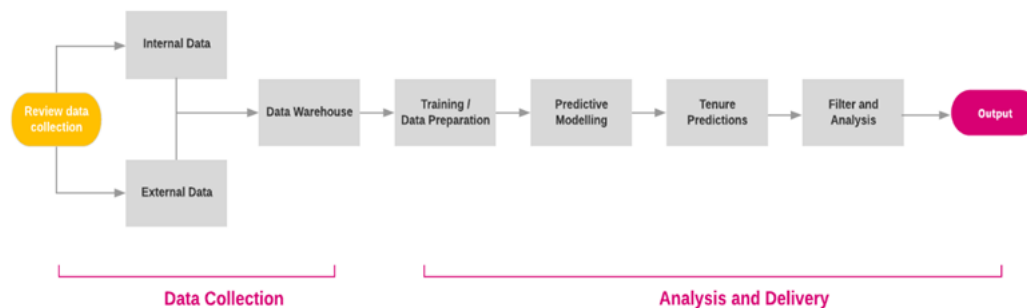 Review data
collection
Internal Data
External Data
Data Warehouse
Training /
Data Preparation
Predictive
Modelling
Tenure
Predictions
Filter and
Analysis
Output
Data Collection
Analysis and Delivery